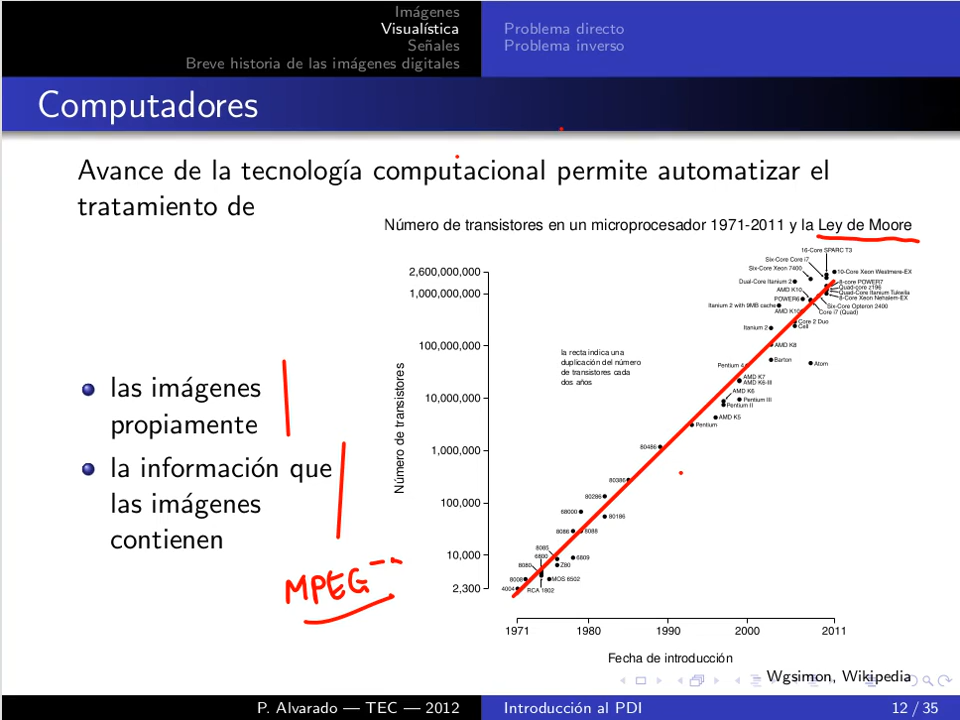 Imágenes
Visualística
Señales
Breve historia de las imágenes digitales
Problema directo
Problema inverso
Computadores
Avance de la tecnología computacional permite automatizar el
tratamiento de
las imágenes
propiamente
la información que
las imágenes
contienen
MPEG
Número de transistores en un microprocesador 1971-2011 y la Ley de Moore
16-Core SPARC T3
Six-Core Core i7
Six-Core Xeon 7400
10-Core Xeon Westmere-EX
Dual-Core Itanium 2
8-core POWER7
Quad-core z196
AMD K10
Quad-Core Itanium Tukwila
POWER6
8-Core Xeon Nehalem-EX
Itanium 2 with 9MB cache
Six-Core Opteron 2400
AMD K10
Core i7 (Quad)
Core 2 Duo
Itanium 2
Cell
AMD K8
Pentium 4
Barton
Atom
AMD K7
AMD K6-III
AMD K6
Pentium III
Pentium II
AMD K5
Pentium
80486
80386
80286
68000
80186
8086
8088
8085
6800
6809
8080
Z80
8008
MOS 6502
4004
RCA 1802
la recta indica una
duplicación del número
de transistores cada
dos años
Número de transistores
2,600,000,000
1,000,000,000
100,000,000
10,000,000
1,000,000
100,000
10,000
2,300
1971 1980 1990 2000 2011
Fecha de introducción
Wgsimon, Wikipedia
P. Alvarado — TEC — 2012
Introducción al PDI
12 / 35